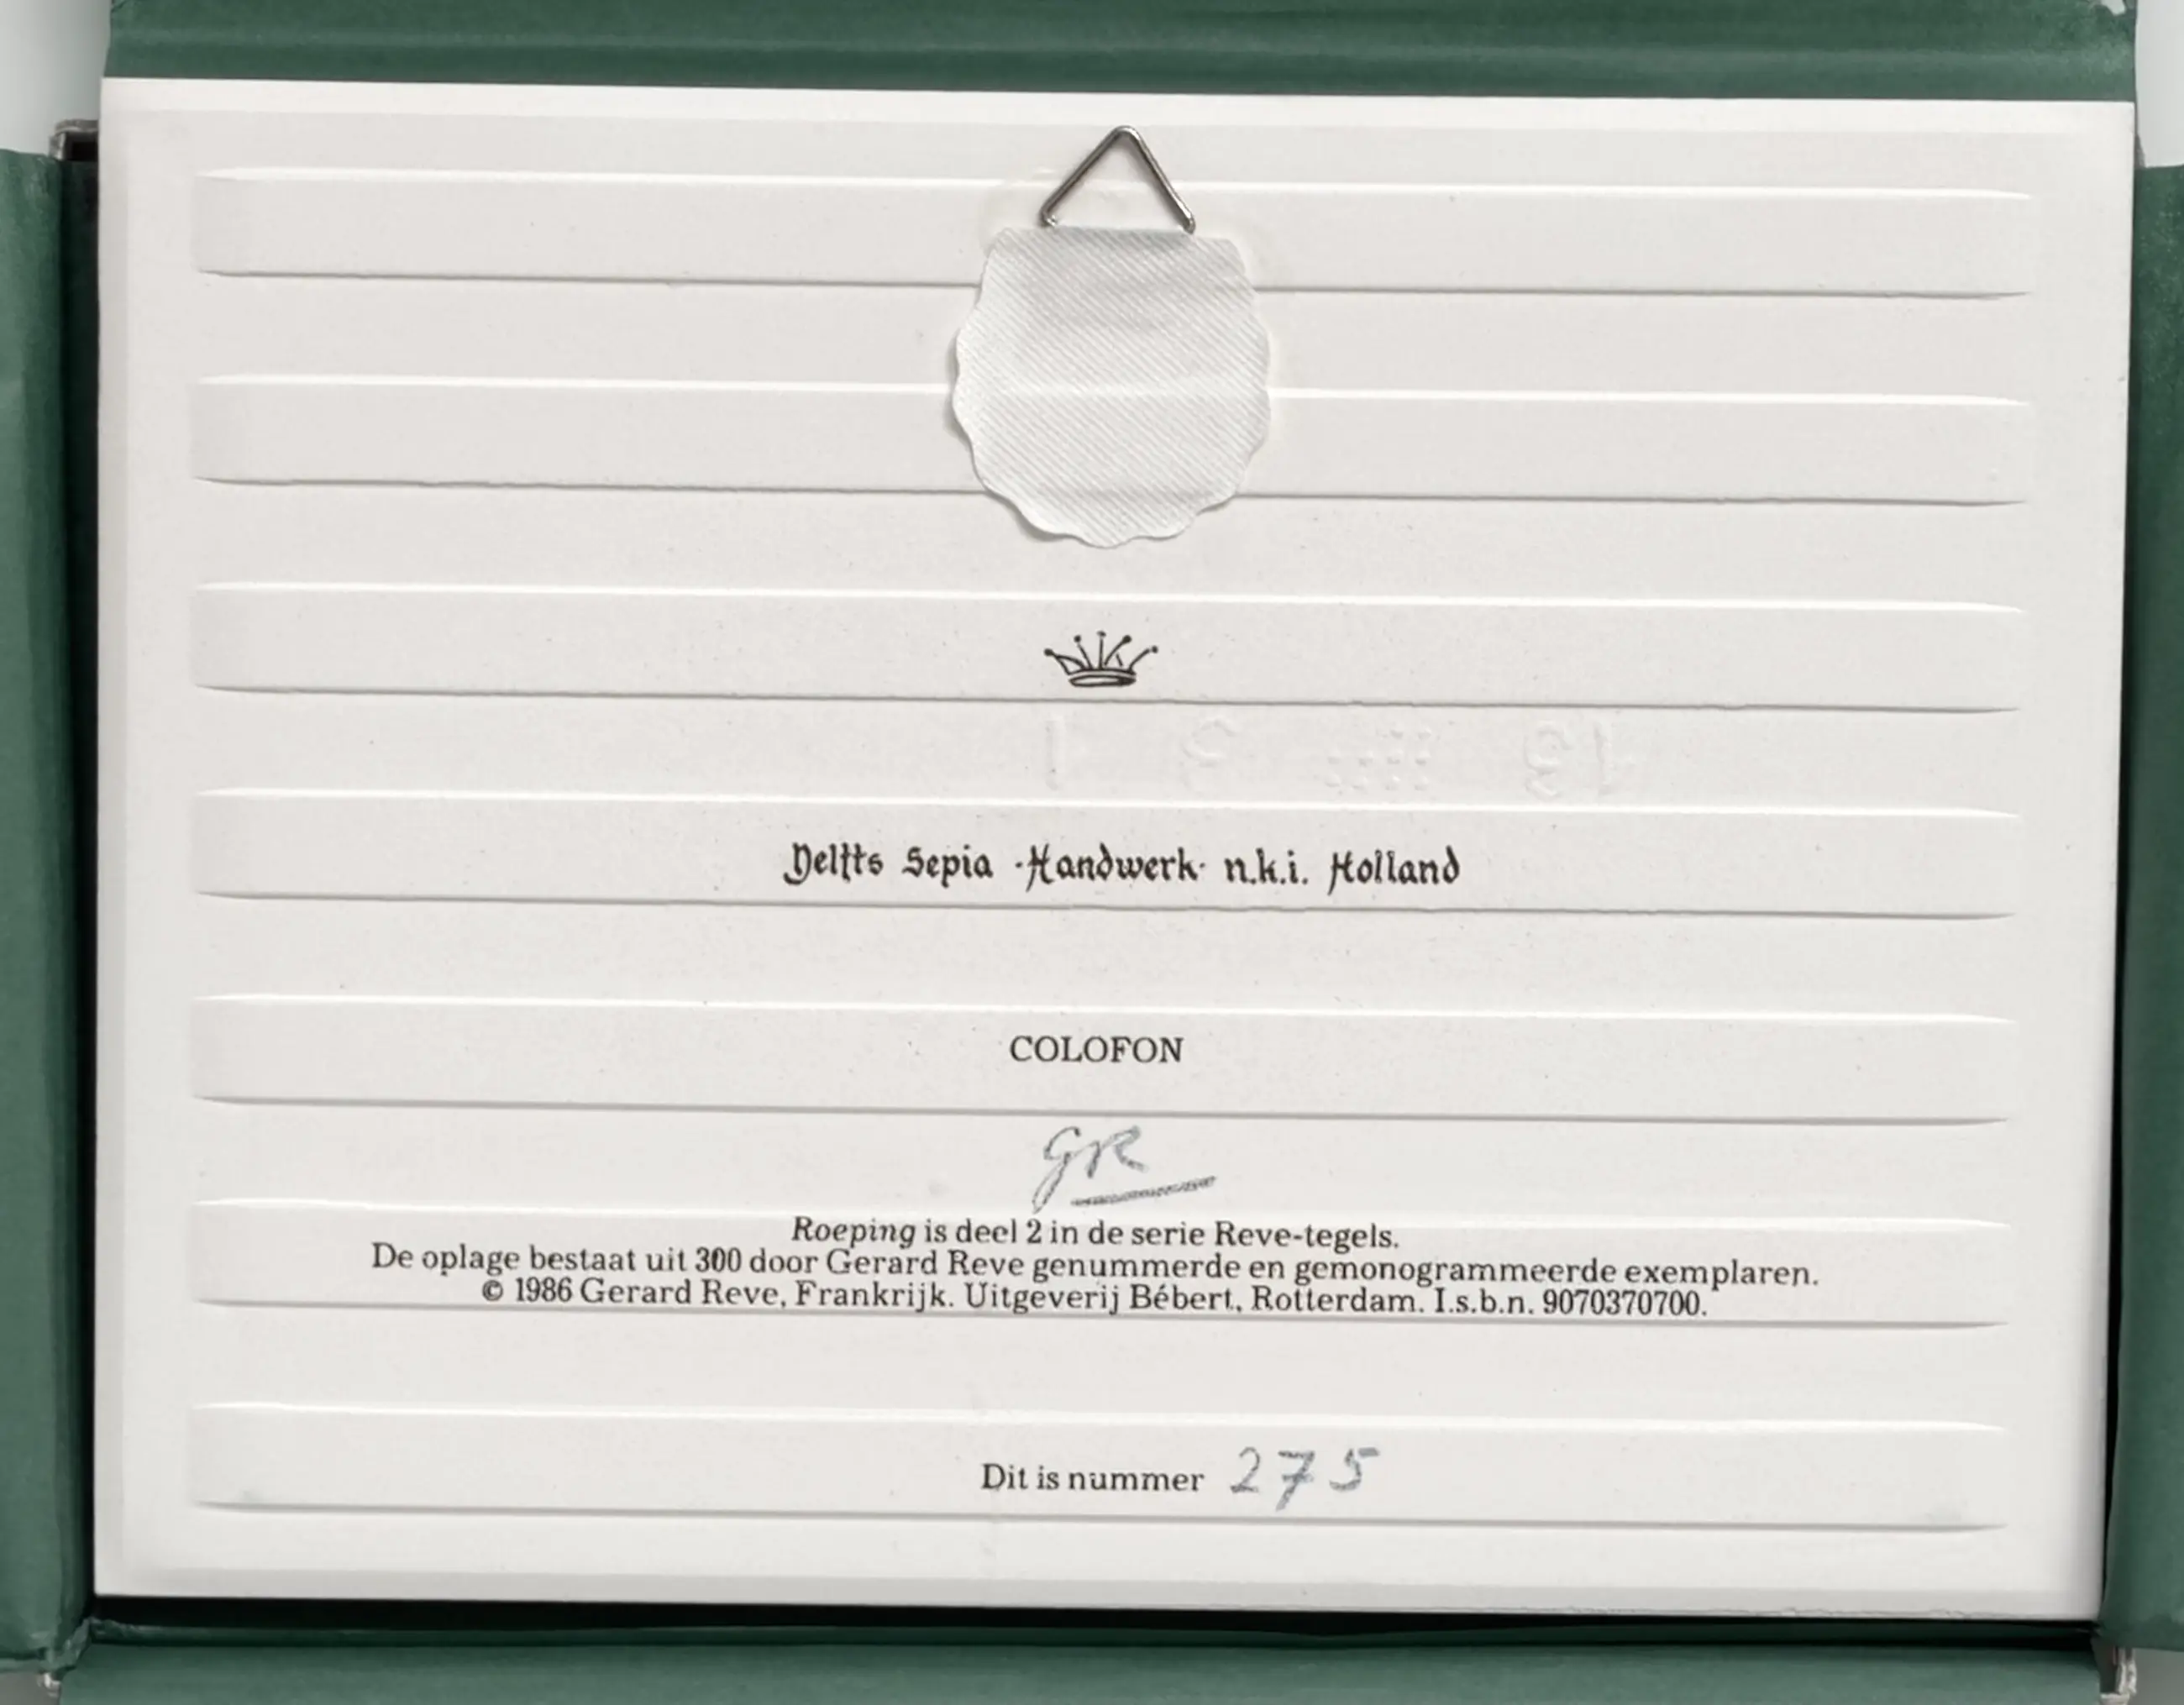 Delfts Sepia ·Handwerk· n.k.i. Holland
COLOFON
GR
Roeping is deel 2 in de serie Reve-tegels.
De oplage bestaat uit 300 door Gerard Reve genummerde en gemonogrammeerde exemplaren.
© 1986 Gerard Reve, Frankrijk. Uitgeverij Bébert, Rotterdam. I.s.b.n. 9070370700.
Dit is nummer 275